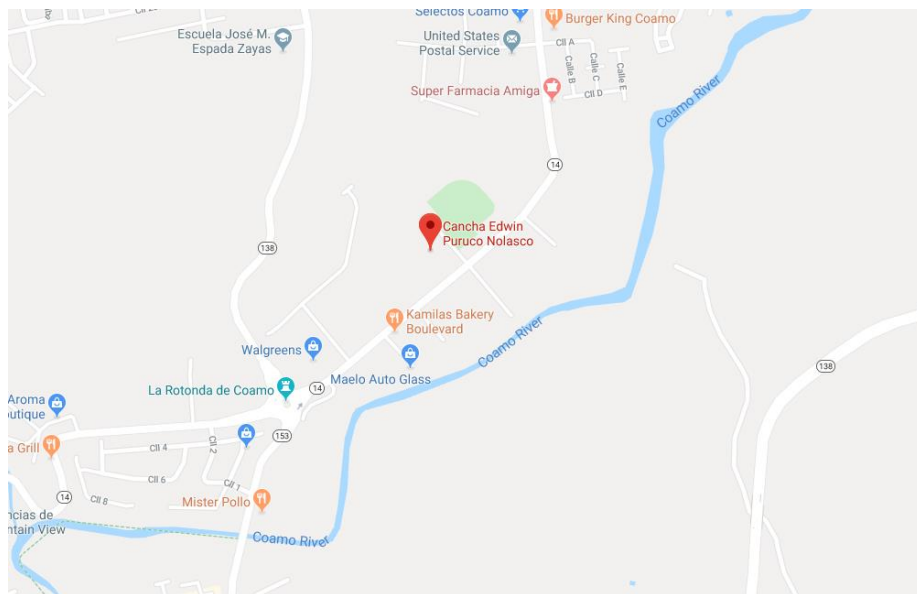 Selectos Coamo
Burger King Coamo
Escuela José M.
Espada Zayas
United States
Postal Service
Cll A
Calle B
Calle C
Calle E
Cll D
Super Farmacia Amiga
Coamo River
14
Cancha Edwin
Puruco Nolasco
138
Kamilas Bakery
Boulevard
Coamo River
Walgreens
Maelo Auto Glass
138
La Rotonda de Coamo
14
Aroma
outique
153
a Grill
Cll 4
Cll 2
Cll 6
Cll 1
14
Cll 8
Mister Pollo
ncias de
ntain View
Coamo River